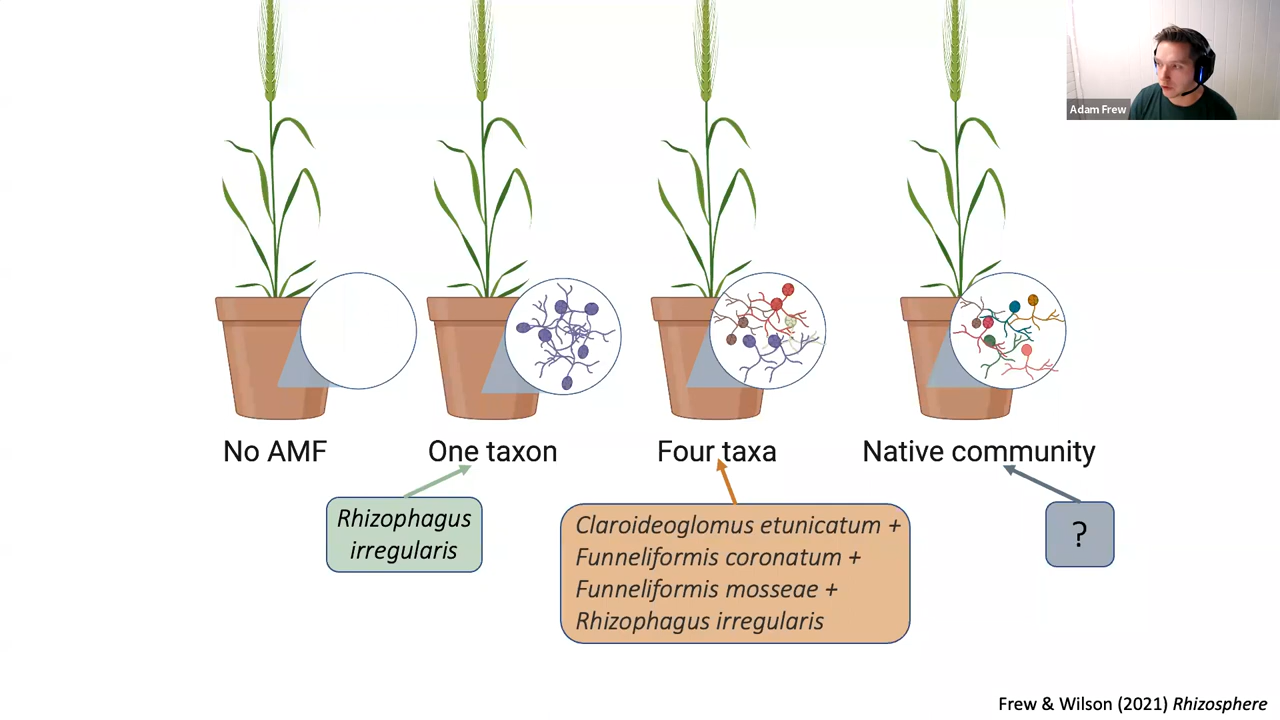 Adam Frew
No AMF
One taxon
Four taxa
Native community
Rhizophagus
irregularis
Claroideoglomus etunicatum +
Funneliformis coronatum +
Funneliformis mosseae +
Rhizophagus irregularis
?
Frew & Wilson (2021) Rhizosphere